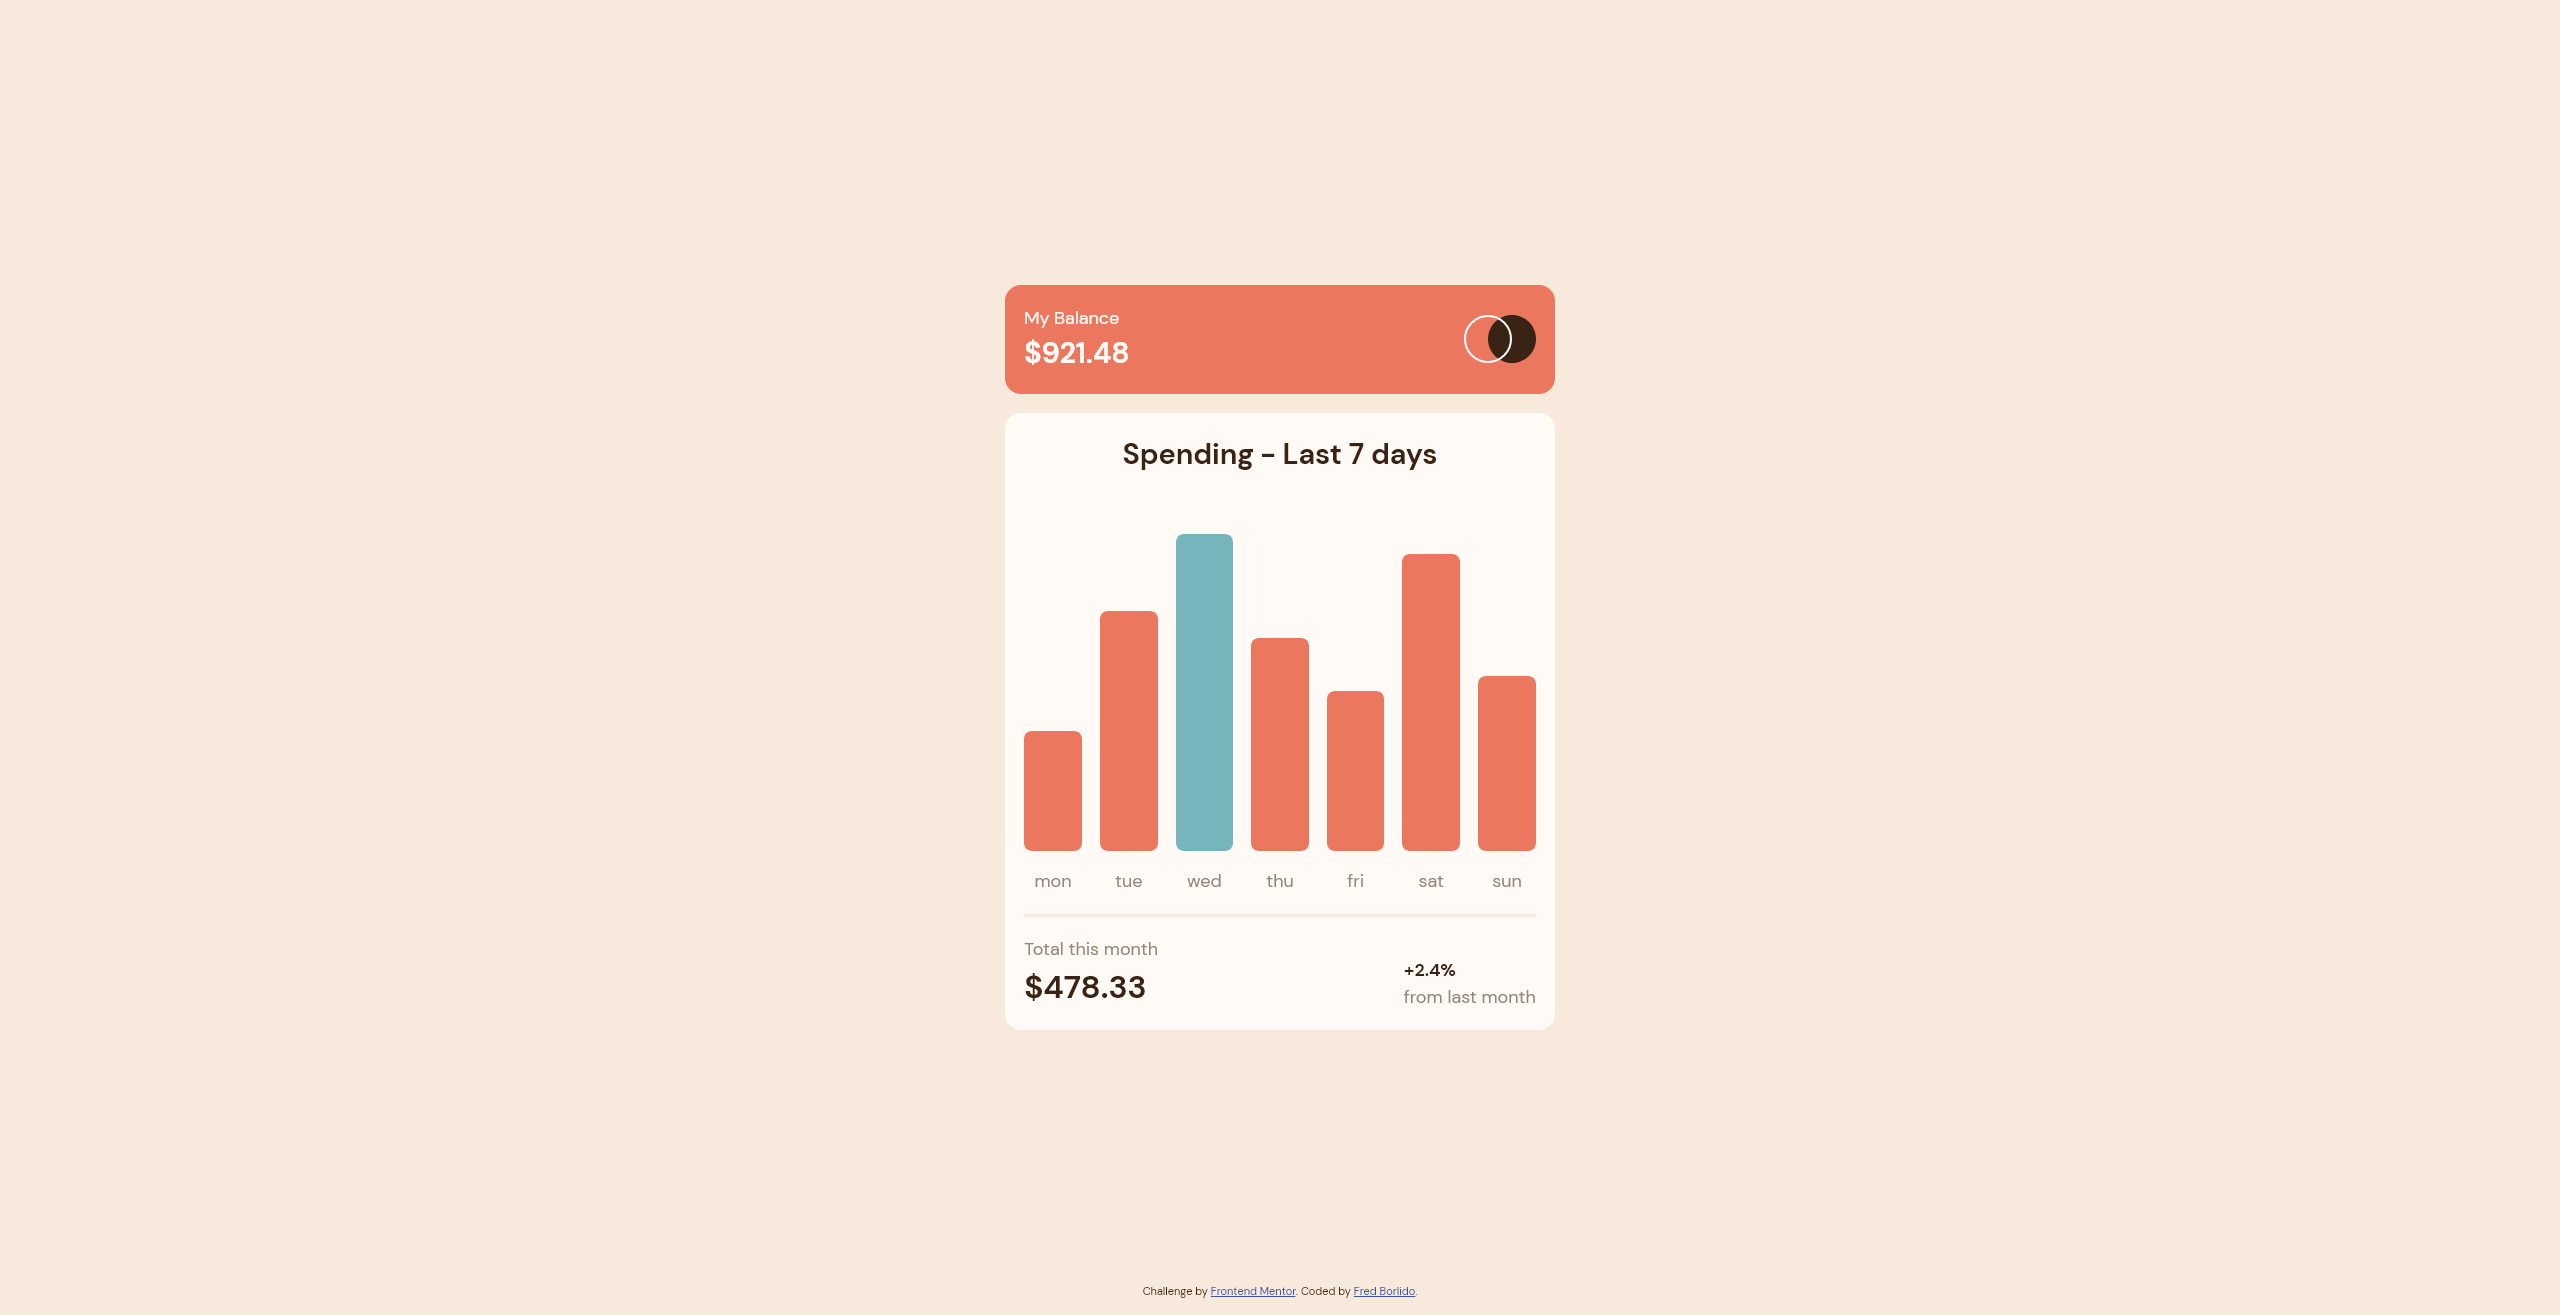 My Balance
$921.48
Spending - Last 7 days
mon tue wed thu fri sat sun
Total this month
$478.33
+2.4%
from last month
Challenge by Frontend Mentor. Coded by Fred Borlido.